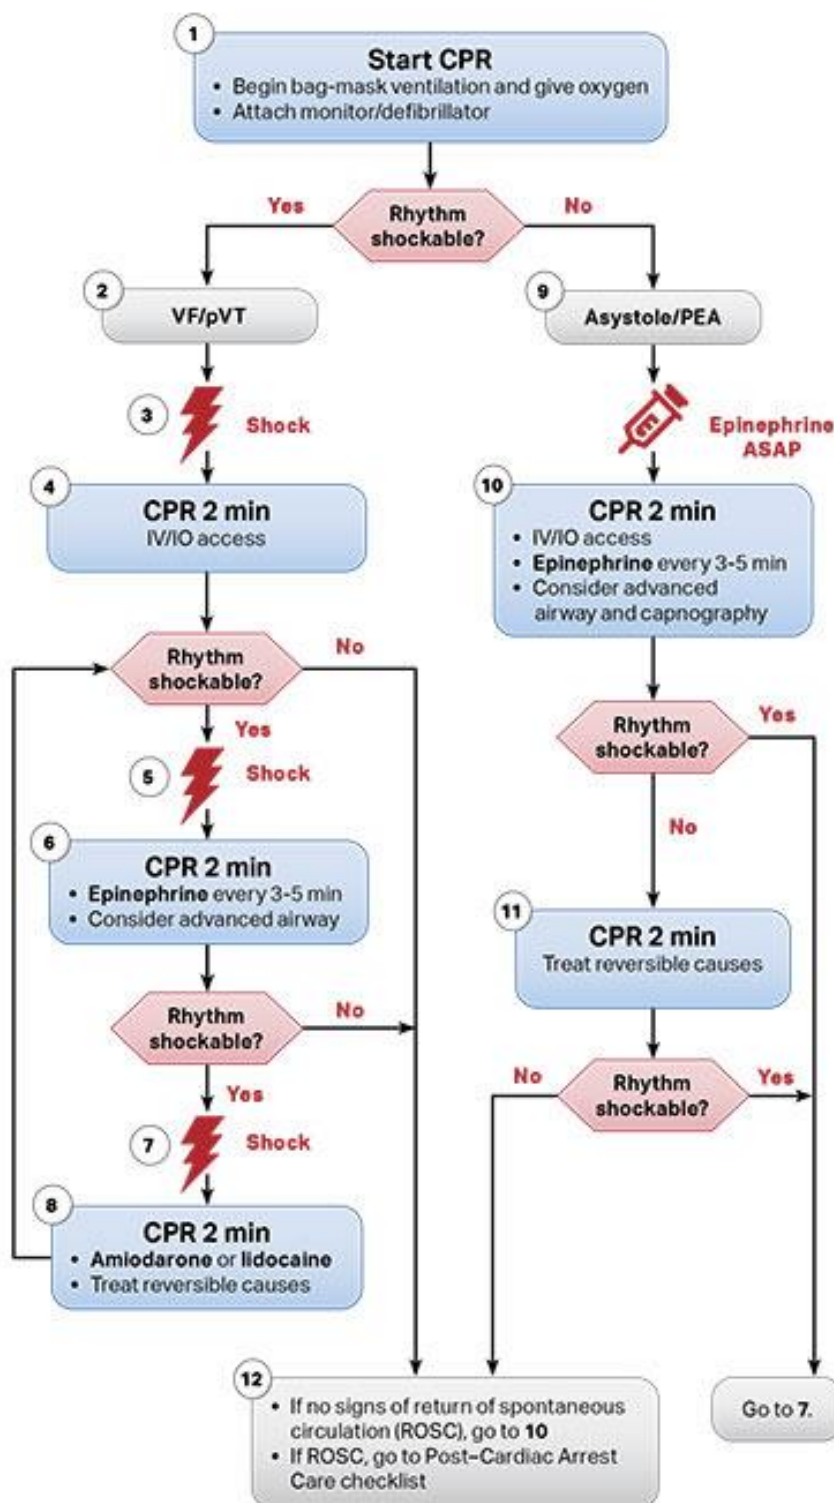 1
Start CPR
• Begin bag-mask ventilation and give oxygen
• Attach monitor/defibrillator
Rhythm
shockable?
Yes
No
2
VF/pVT
3
Shock
4
CPR 2 min
IV/IO access
Rhythm
shockable?
No
Yes
5
Shock
6
CPR 2 min
• Epinephrine every 3-5 min
• Consider advanced airway
Rhythm
shockable?
No
Yes
7
Shock
8
CPR 2 min
• Amiodarone or lidocaine
• Treat reversible causes
9
Asystole/PEA
Epinephrine
ASAP
10
CPR 2 min
• IV/IO access
• Epinephrine every 3-5 min
• Consider advanced
airway and capnography
Rhythm
shockable?
Yes
No
11
CPR 2 min
Treat reversible causes
Rhythm
shockable?
No
Yes
12
• If no signs of return of spontaneous
circulation (ROSC), go to 10
• If ROSC, go to Post–Cardiac Arrest
Care checklist
Go to 7.